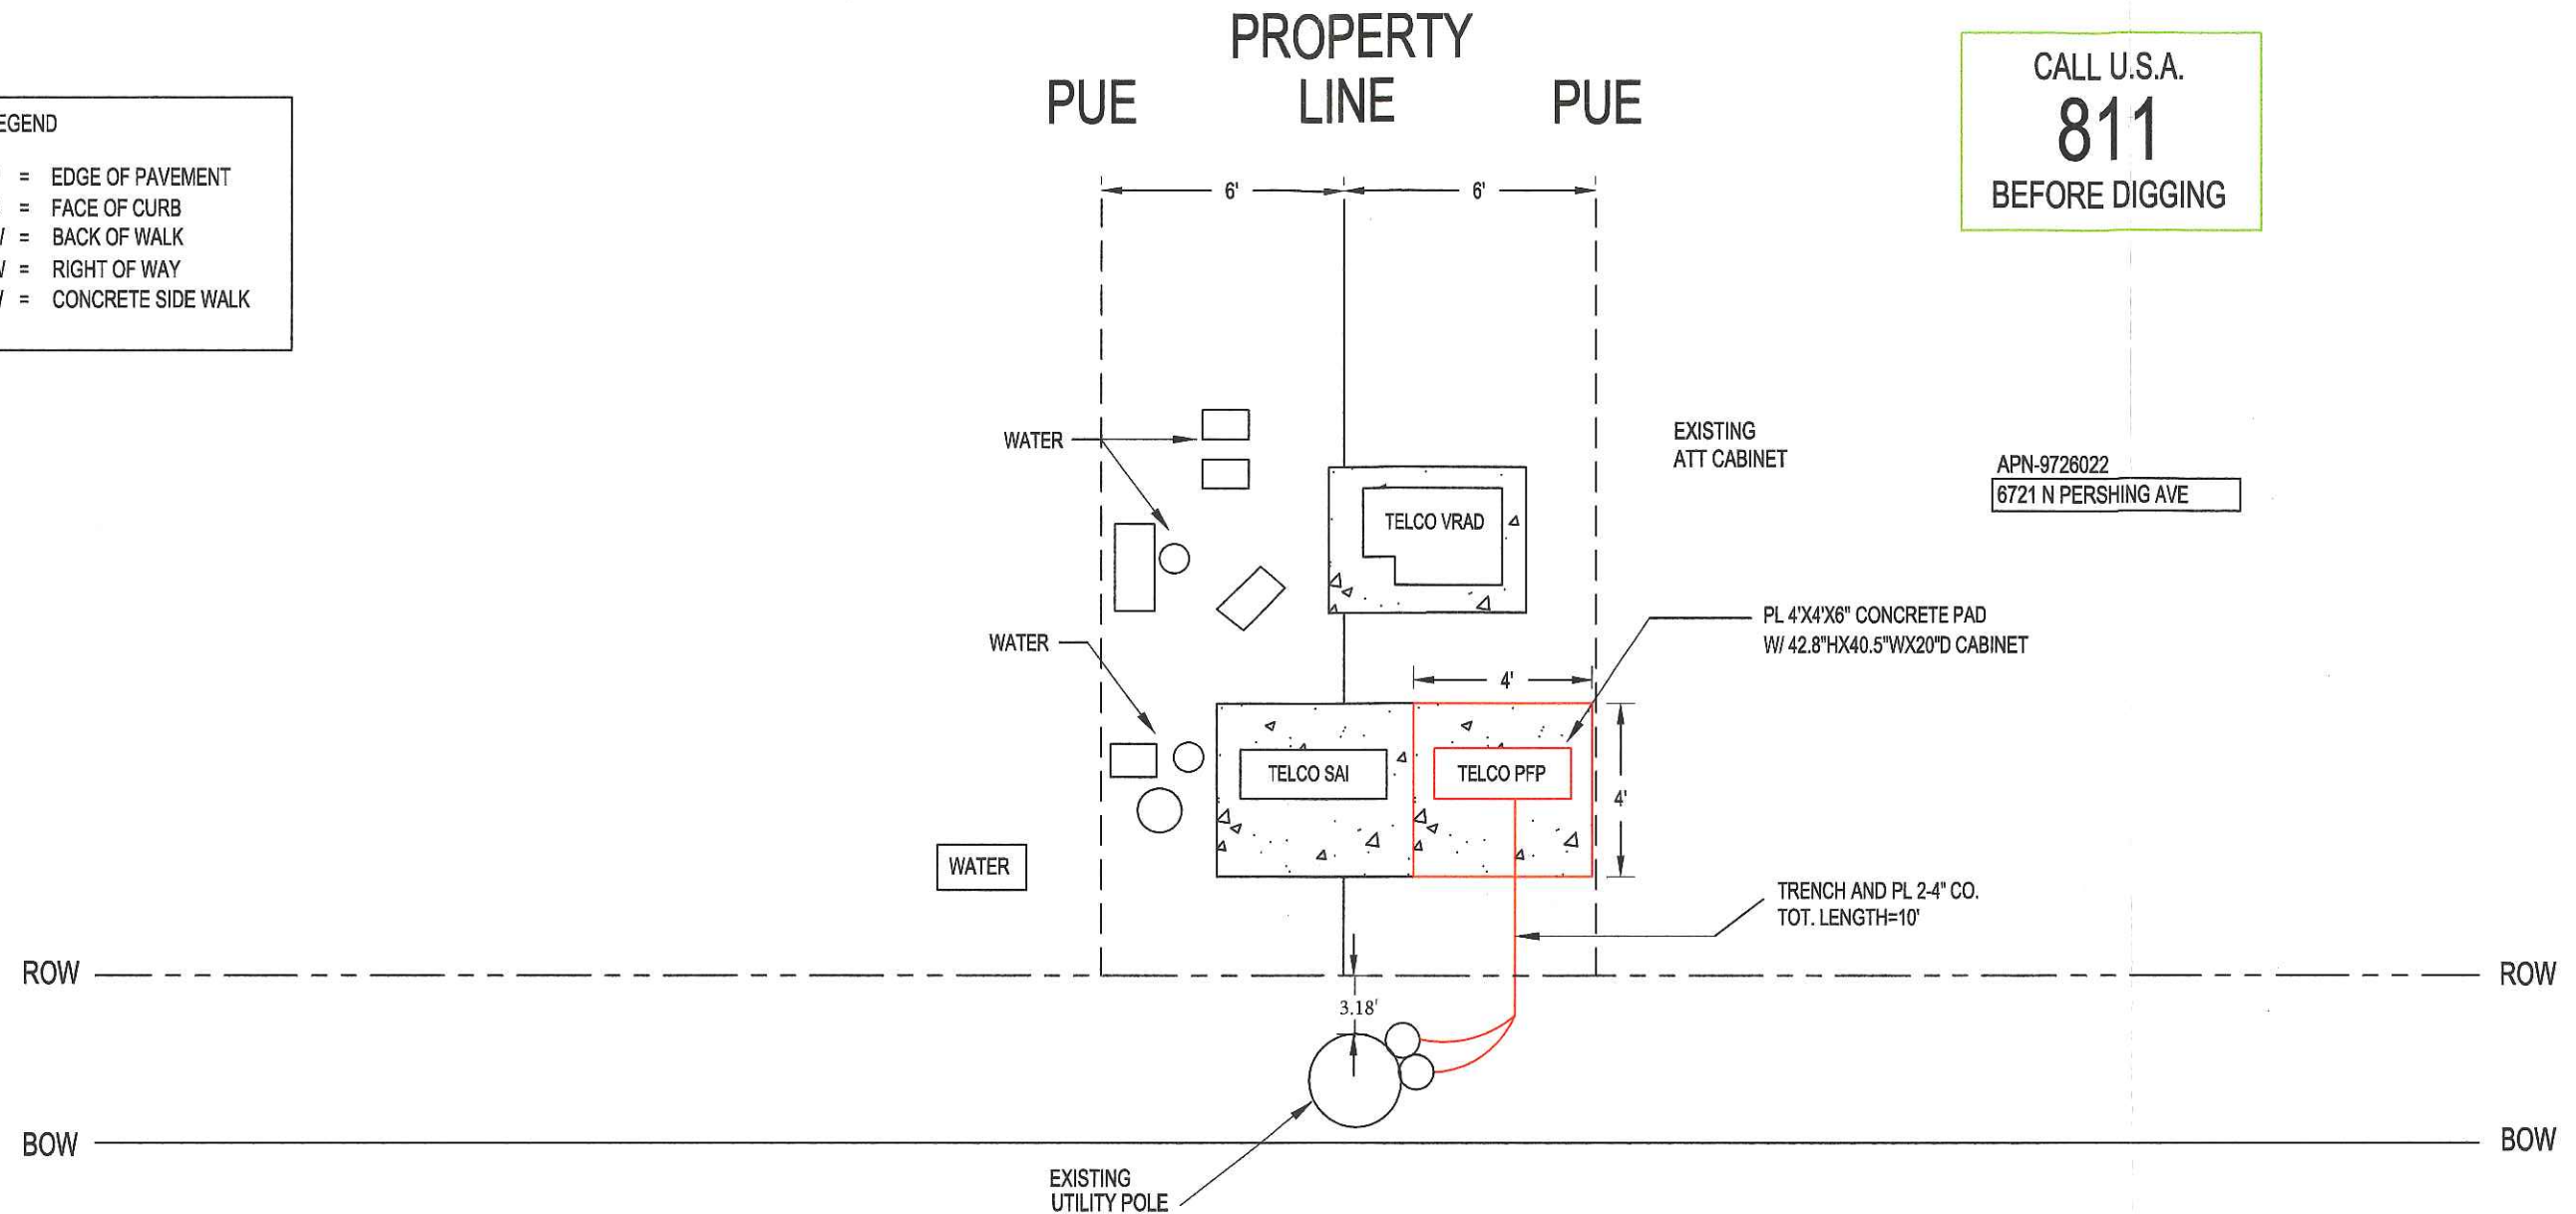 PROPERTY
PUE LINE PUE
CALL U.S.A.
811
BEFORE DIGGING
EGEND
= EDGE OF PAVEMENT
= FACE OF CURB
= BACK OF WALK
= RIGHT OF WAY
= CONCRETE SIDE WALK
6'
6'
WATER
EXISTING
ATT CABINET
APN-9726022
6721 N PERSHING AVE
TELCO VRAD
PL 4'X4'X6" CONCRETE PAD
W/ 42.8"HX40.5"WX20"D CABINET
WATER
4'
TELCO SAI
TELCO PFP
4'
WATER
TRENCH AND PL 2-4" CO.
TOT. LENGTH=10'
ROW
ROW
3.18'
BOW
BOW
EXISTING
UTILITY POLE